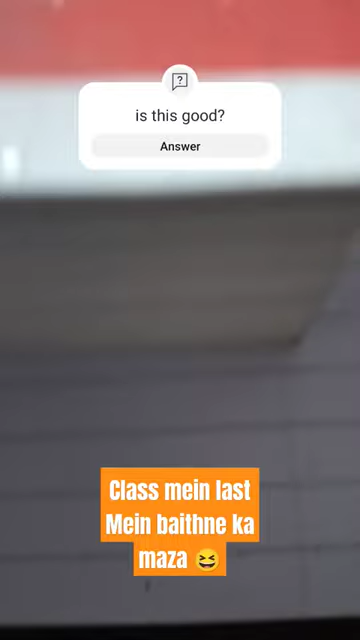 is this good?
Answer
Class mein last
Mein baithne ka
maza 😆